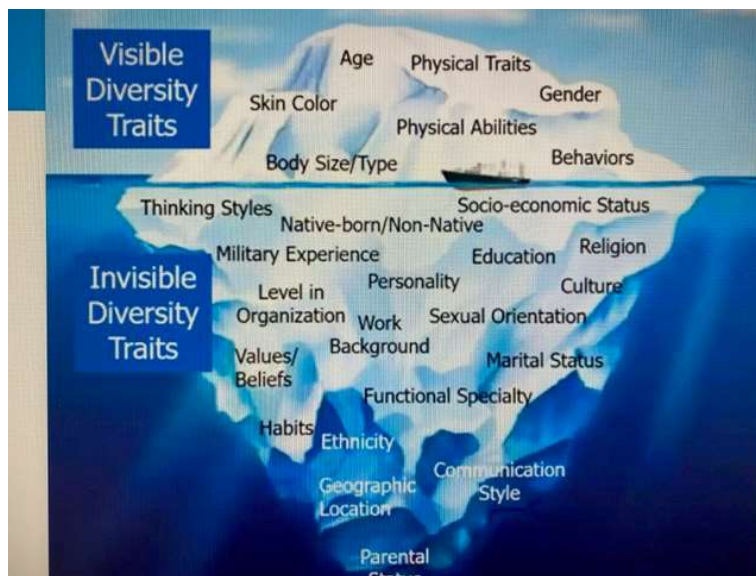 Visible
Diversity
Traits
Age
Physical Traits
Skin Color
Gender
Physical Abilities
Body Size/Type
Behaviors
Thinking Styles
Socio-economic Status
Native-born/Non-Native
Military Experience
Education
Religion
Invisible
Diversity
Traits
Level in
Organization
Personality
Culture
Work
Background
Sexual Orientation
Values/
Beliefs
Marital Status
Functional Specialty
Habits
Ethnicity
Communication
Style
Geographic
Location
Parental
Status